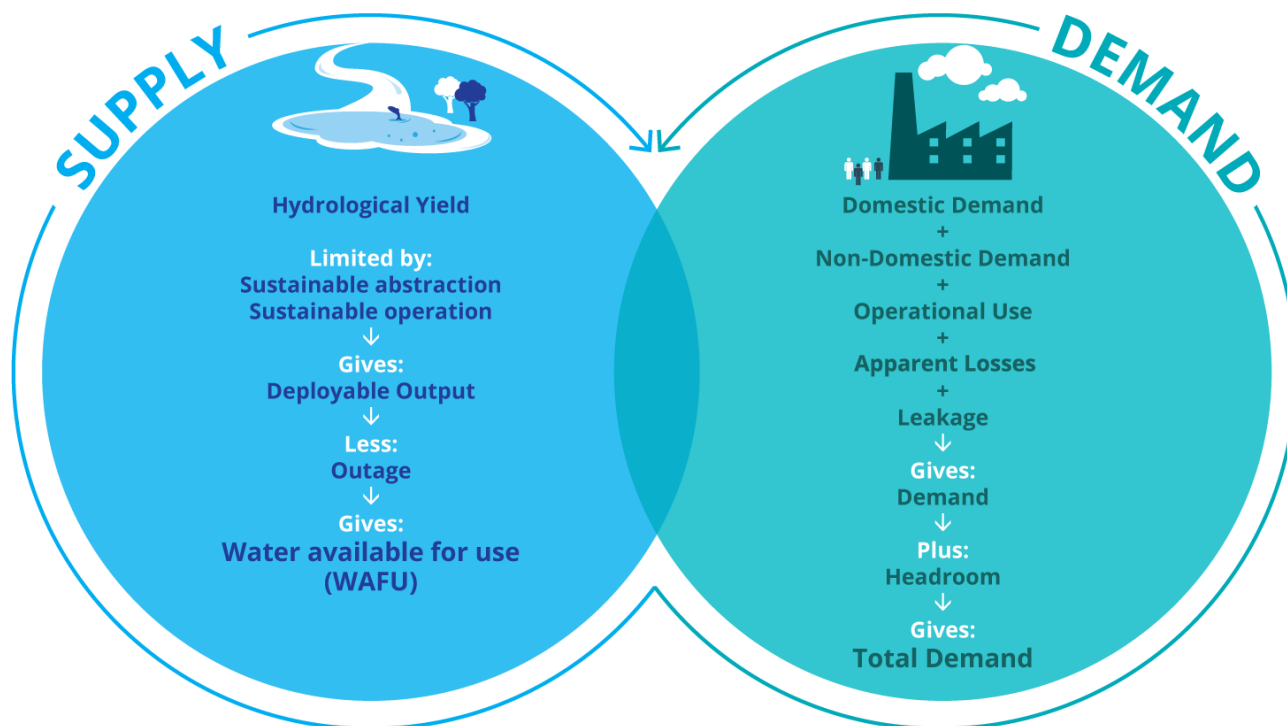 SUPPLY
Hydrological Yield
Limited by:
Sustainable abstraction
Sustainable operation
↓
Gives:
Deployable Output
↓
Less:
Outage
↓
Gives:
Water available for use
(WAFU)
DEMAND
Domestic Demand
+
Non-Domestic Demand
+
Operational Use
+
Apparent Losses
+
Leakage
↓
Gives:
Demand
↓
Plus:
Headroom
↓
Gives:
Total Demand